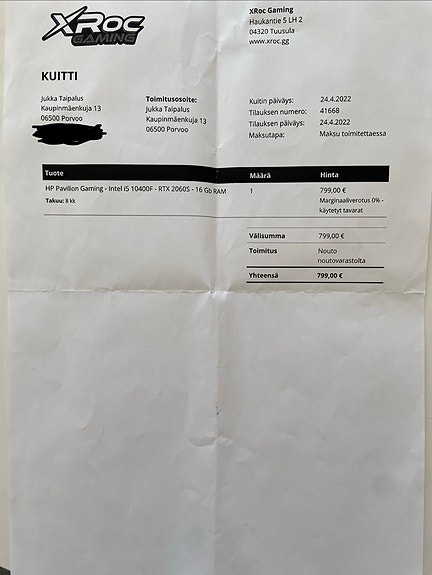 XRoc
GAMING
XRoc Gaming
Haukantie 5 LH 2
04320 Tuusula
www.xroc.gg
KUITTI
Jukka Taipalus
Kaupinmäenkuja 13
06500 Porvoo
Toimitusosoite:
Jukka Taipalus
Kaupinmäenkuja 13
06500 Porvoo
Kuitin päiväys: 24.4.2022
Tilauksen numero: 41668
Tilauksen päiväys: 24.4.2022
Maksutapa: Maksu toimitettaessa
Tuote Määrä Hinta
HP Pavilion Gaming - Intel i5 10400F - RTX 2060S - 16 Gb RAM 1 799,00 €
Takuu: 8 kk
Marginaaliverotus 0% -
käytetyt tavarat
Välisumma 799,00 €
Toimitus Nouto
noutovarastolta
Yhteensä 799,00 €